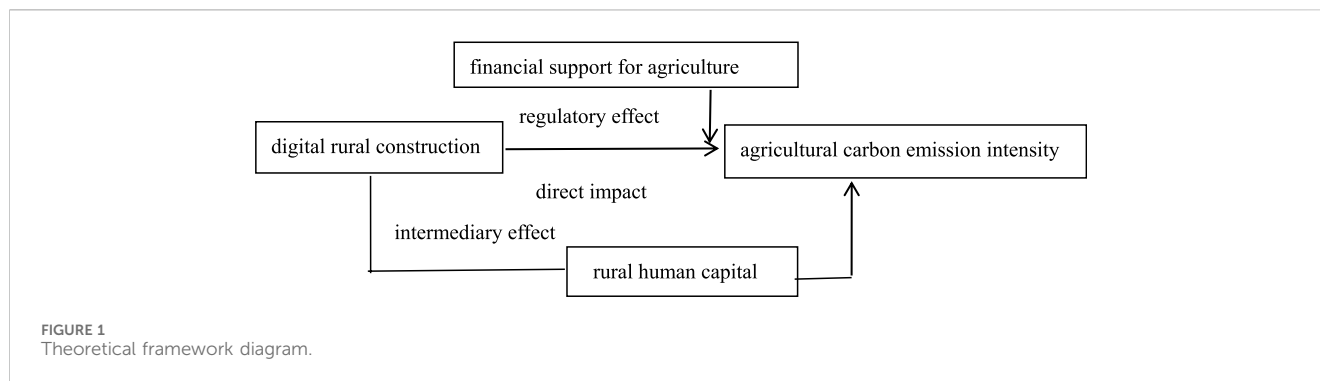 financial support for agriculture
regulatory effect
digital rural construction
agricultural carbon emission intensity
direct impact
intermediary effect
rural human capital
FIGURE 1
Theoretical framework diagram.